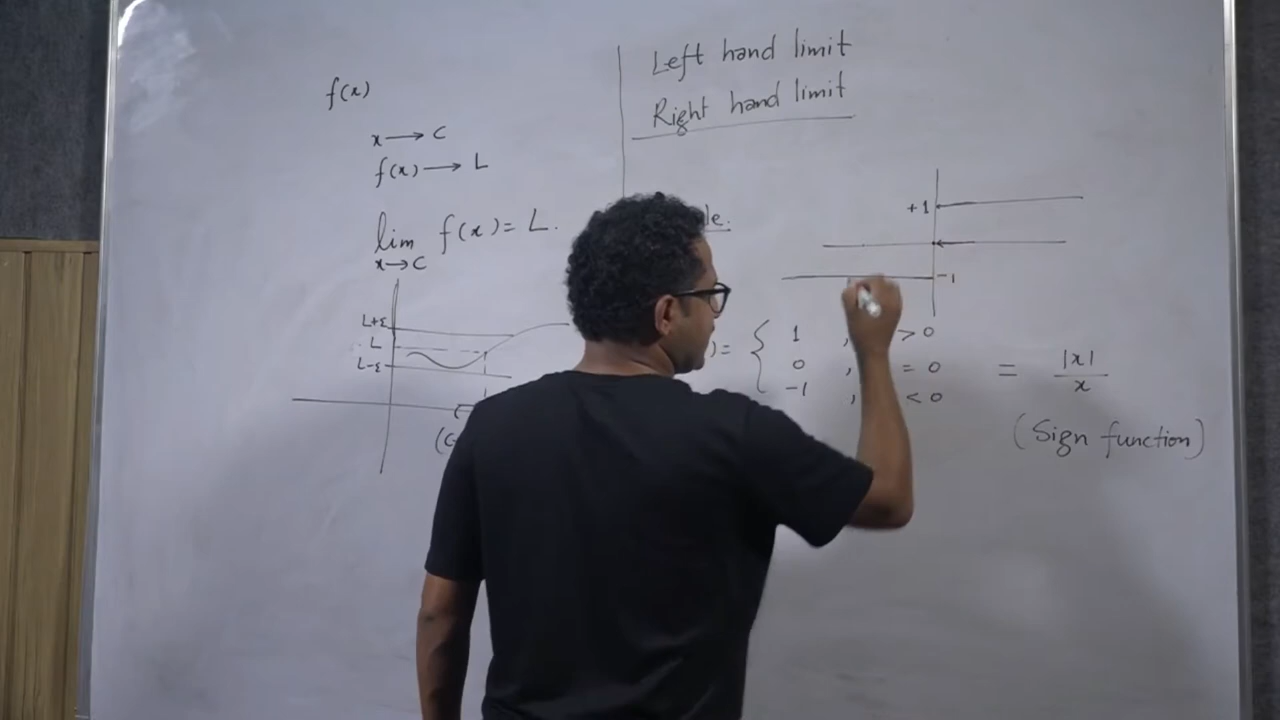 f(x)
x → c
f(x) → L
lim f(x) = L.
x→c
L+ε
L
L-ε
Left hand limit
Right hand limit
+1
-1
) = { 1 , > 0
0 , = 0
-1 , < 0
= |x|
x
(Sign function)